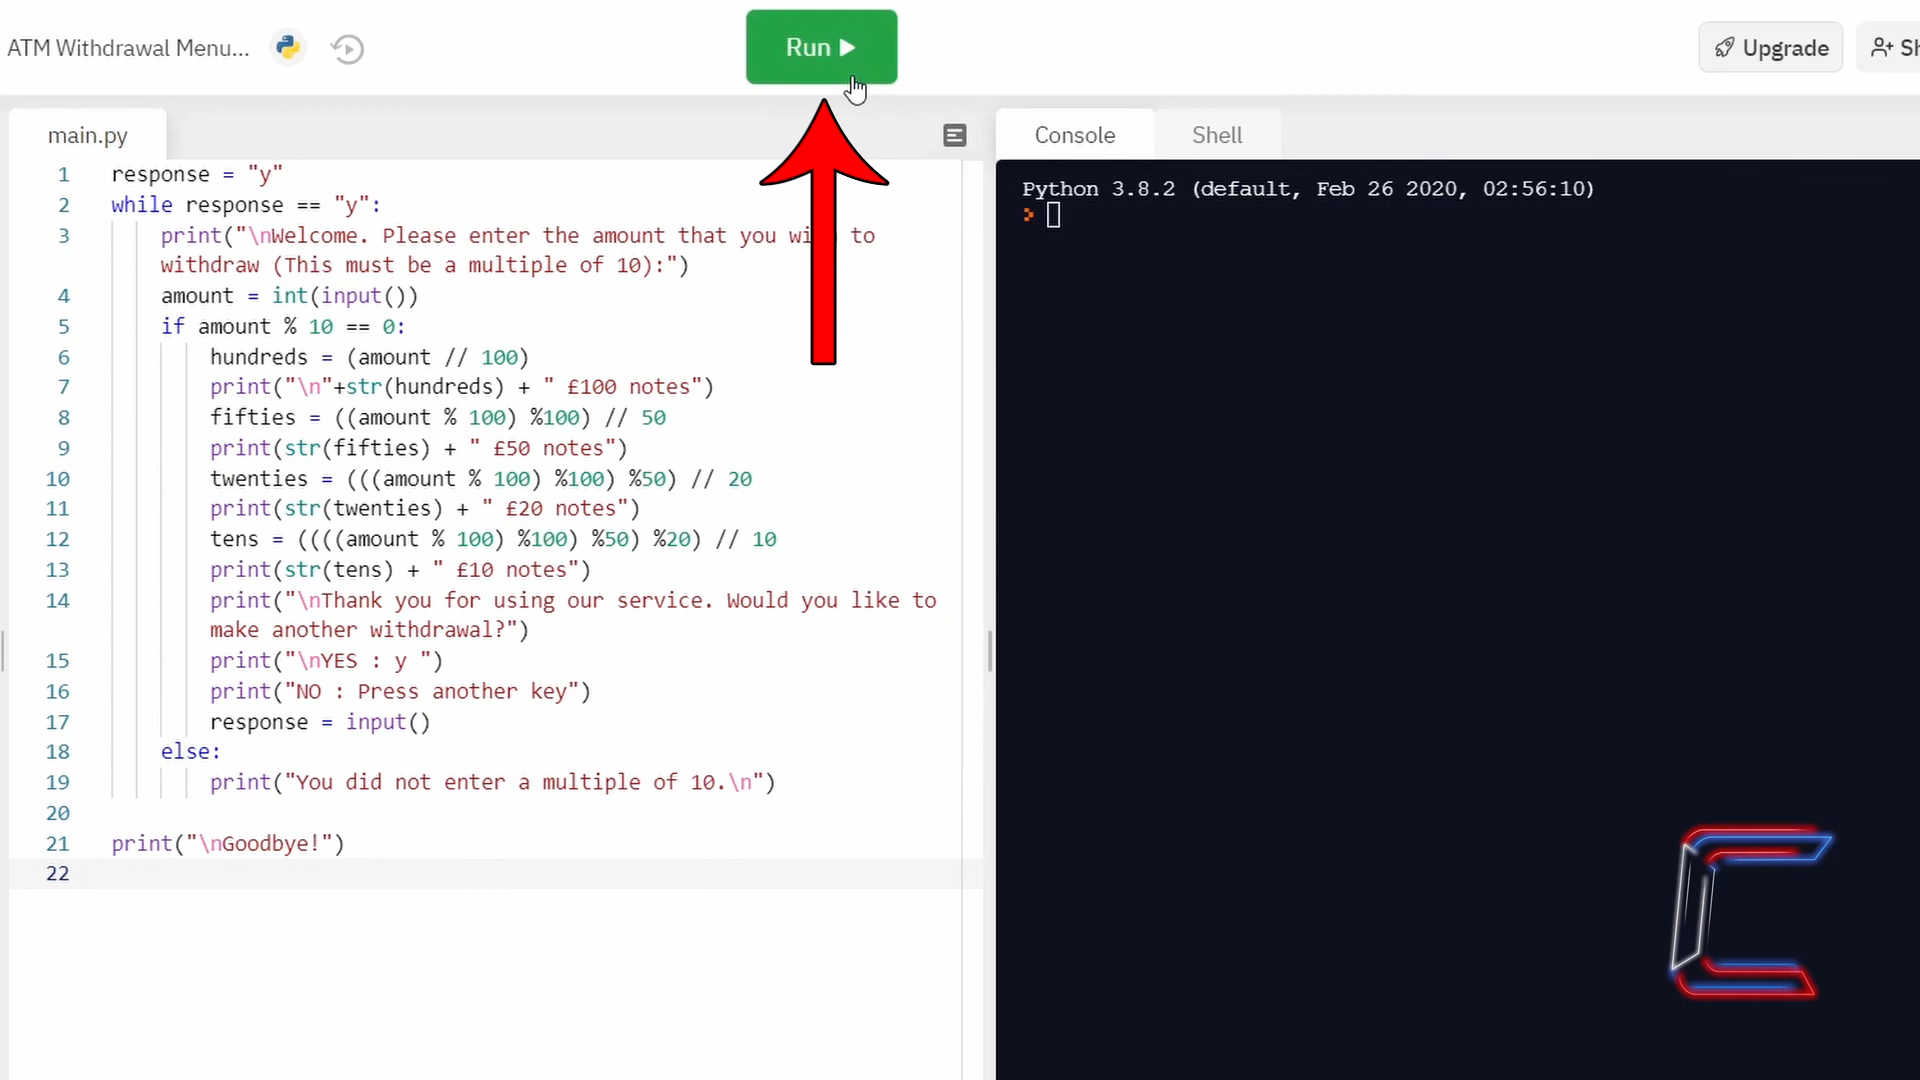 ATM Withdrawal Menu...
Run
Upgrade
main.py
Console
Shell
1 response = "y"
2 while response == "y":
3 print("\nWelcome. Please enter the amount that you to
withdraw (This must be a multiple of 10):")
4 amount = int(input())
5 if amount % 10 == 0:
6 hundreds = (amount // 100)
7 print("\n"+str(hundreds) + " £100 notes")
8 fifties = ((amount % 100) %100) // 50
9 print(str(fifties) + " £50 notes")
10 twenties = (((amount % 100) %100) %50) // 20
11 print(str(twenties) + " £20 notes")
12 tens = ((((amount % 100) %100) %50) %20) // 10
13 print(str(tens) + " £10 notes")
14 print("\nThank you for using our service. Would you like to
make another withdrawal?")
15 print("\nYES : y ")
16 print("NO : Press another key")
17 response = input()
18 else:
19 print("You did not enter a multiple of 10.\n")
20
21 print("\nGoodbye!")
22
Python 3.8.2 (default, Feb 26 2020, 02:56:10)